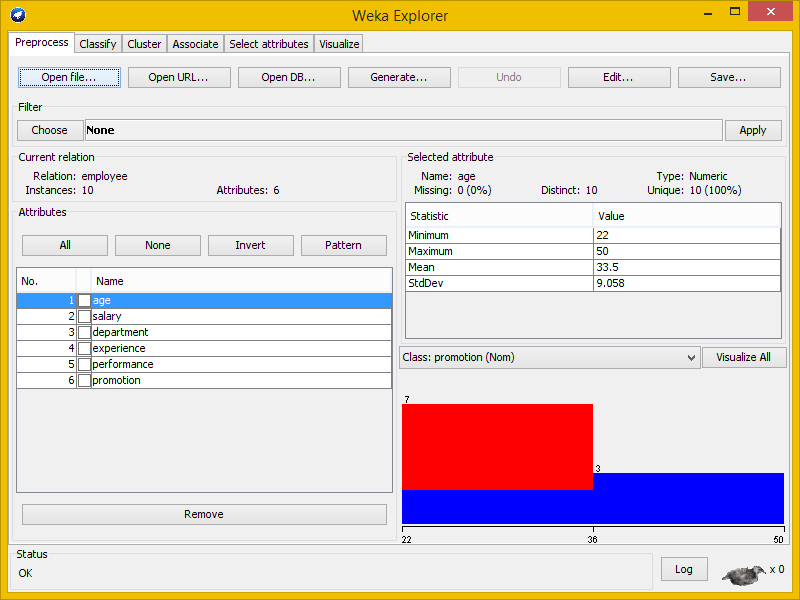 Weka Explorer
Preprocess Classify Cluster Associate Select attributes Visualize
Open file... Open URL... Open DB... Generate... Undo Edit... Save...
Filter
Choose None Apply
Current relation
Relation: employee
Instances: 10 Attributes: 6
Attributes
All None Invert Pattern
No. Name
1 age
2 salary
3 department
4 experience
5 performance
6 promotion
Remove
Selected attribute
Name: age Type: Numeric
Missing: 0 (0%) Distinct: 10 Unique: 10 (100%)
Statistic Value
Minimum 22
Maximum 50
Mean 33.5
StdDev 9.058
Class: promotion (Nom) Visualize All
7
3
22 36 50
Status
OK
Log x 0